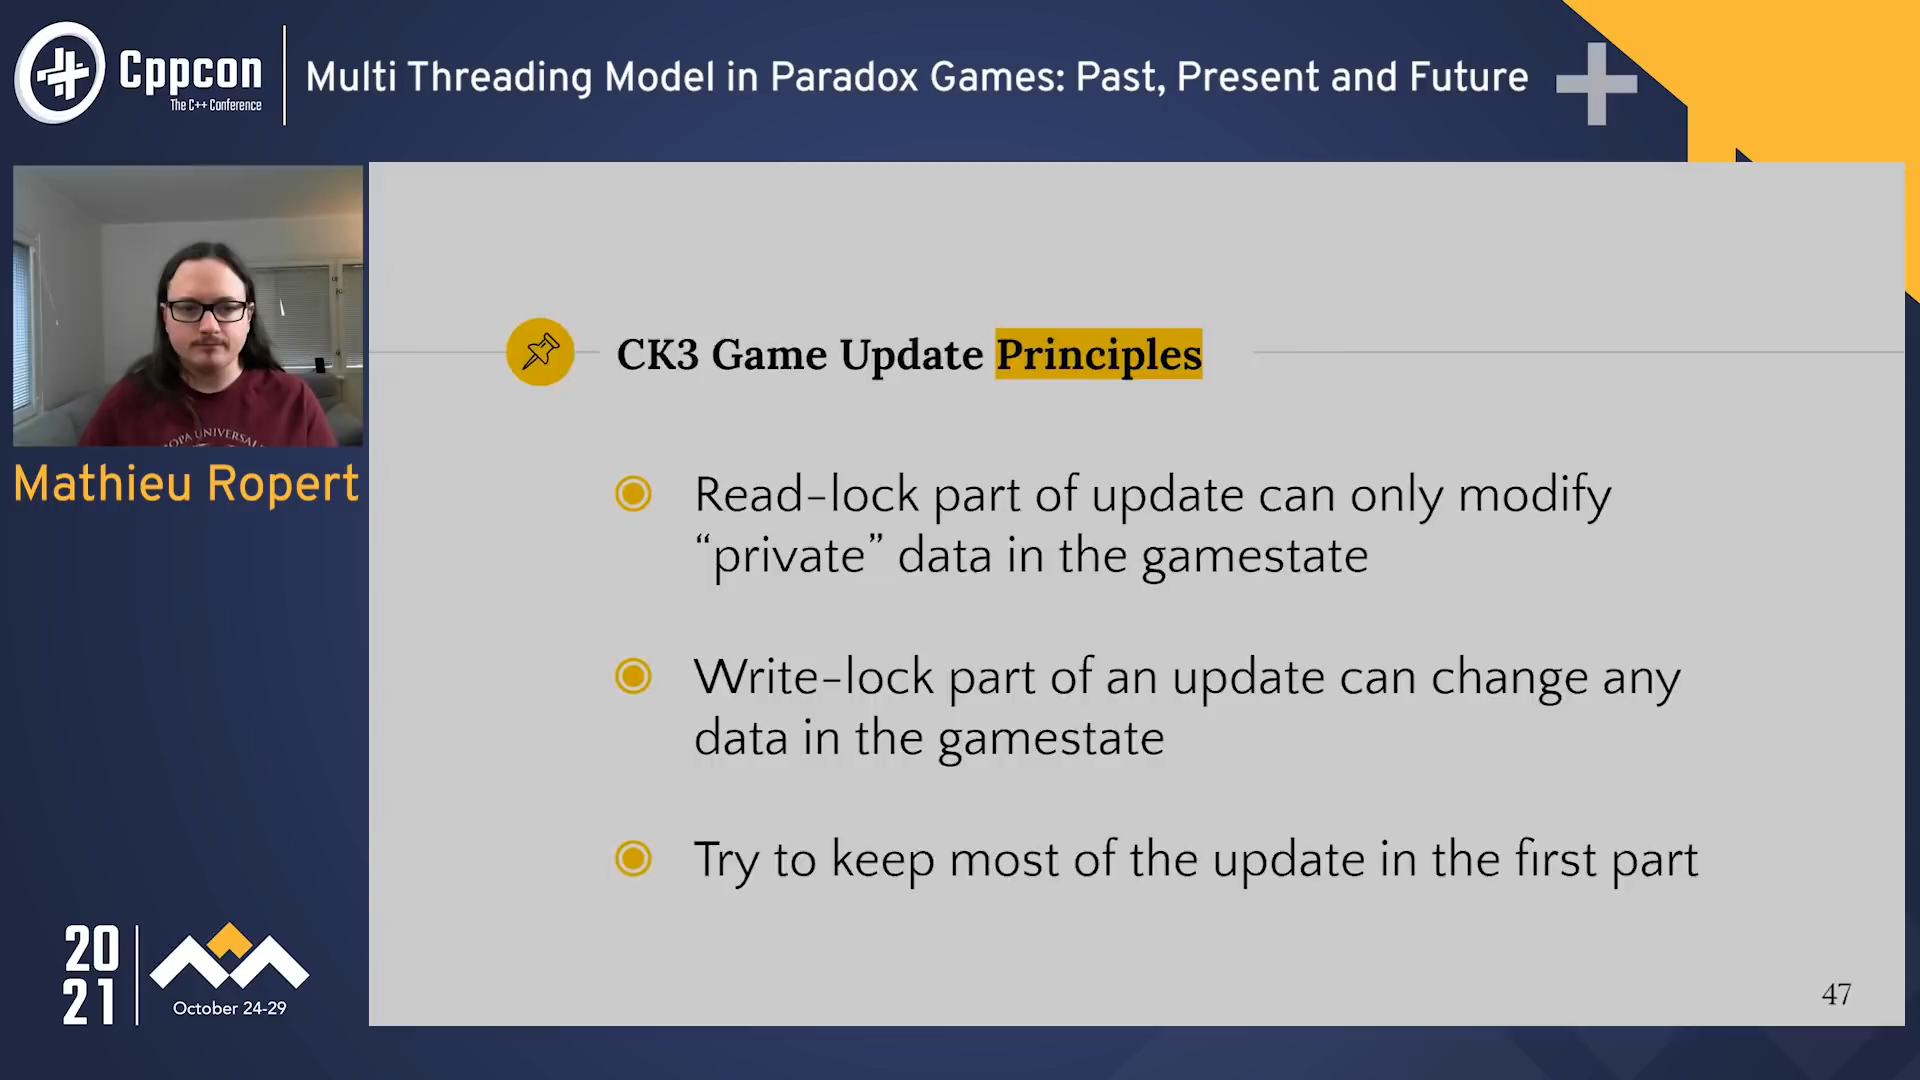 Cppcon
The C++ Conference
Multi Threading Model in Paradox Games: Past, Present and Future
OPA UNIVERSAL
Mathieu Ropert
CK3 Game Update Principles
Read-lock part of update can only modify
“private” data in the gamestate
Write-lock part of an update can change any
data in the gamestate
Try to keep most of the update in the first part
20
21
October 24-29
47